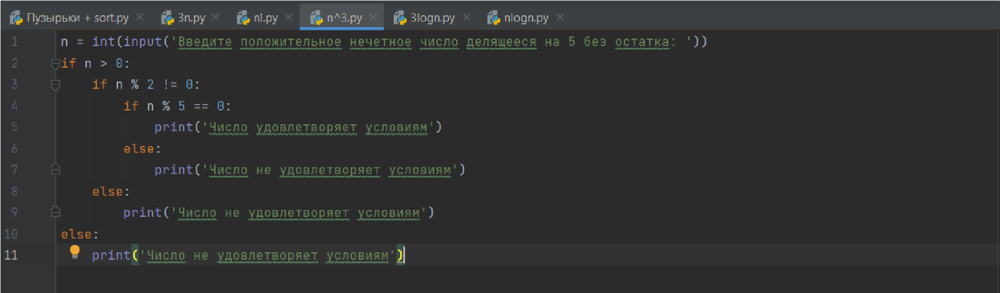 Пузырьки + sort.py 3n.py n!.py n^3.py 3logn.py nlogn.py
1 n = int(input('Введите положительное нечетное число делящееся на 5 без остатка: '))
2 if n > 0:
3 if n % 2 != 0:
4 if n % 5 == 0:
5 print('Число удовлетворяет условиям')
6 else:
7 print('Число не удовлетворяет условиям')
8 else:
9 print('Число не удовлетворяет условиям')
10 else:
11 print('Число не удовлетворяет условиям')